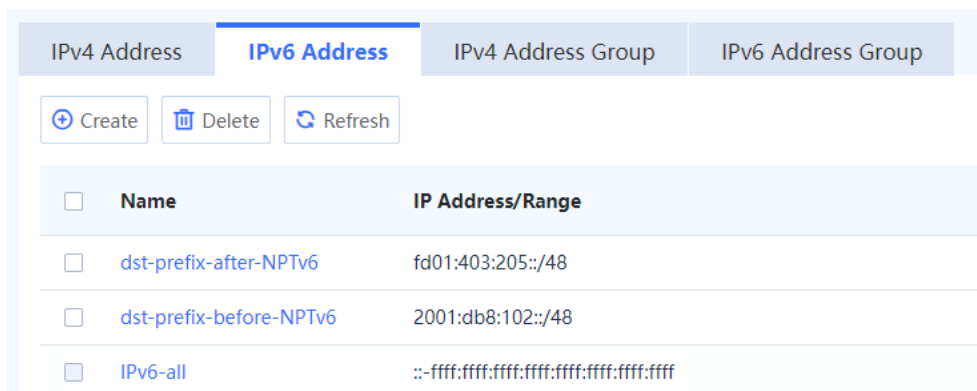 IPv4 Address IPv6 Address IPv4 Address Group IPv6 Address Group
Create Delete Refresh
Name IP Address/Range
dst-prefix-after-NPTv6 fd01:403:205::/48
dst-prefix-before-NPTv6 2001:db8:102::/48
IPv6-all ::-ffff:ffff:ffff:ffff:ffff:ffff:ffff:ffff